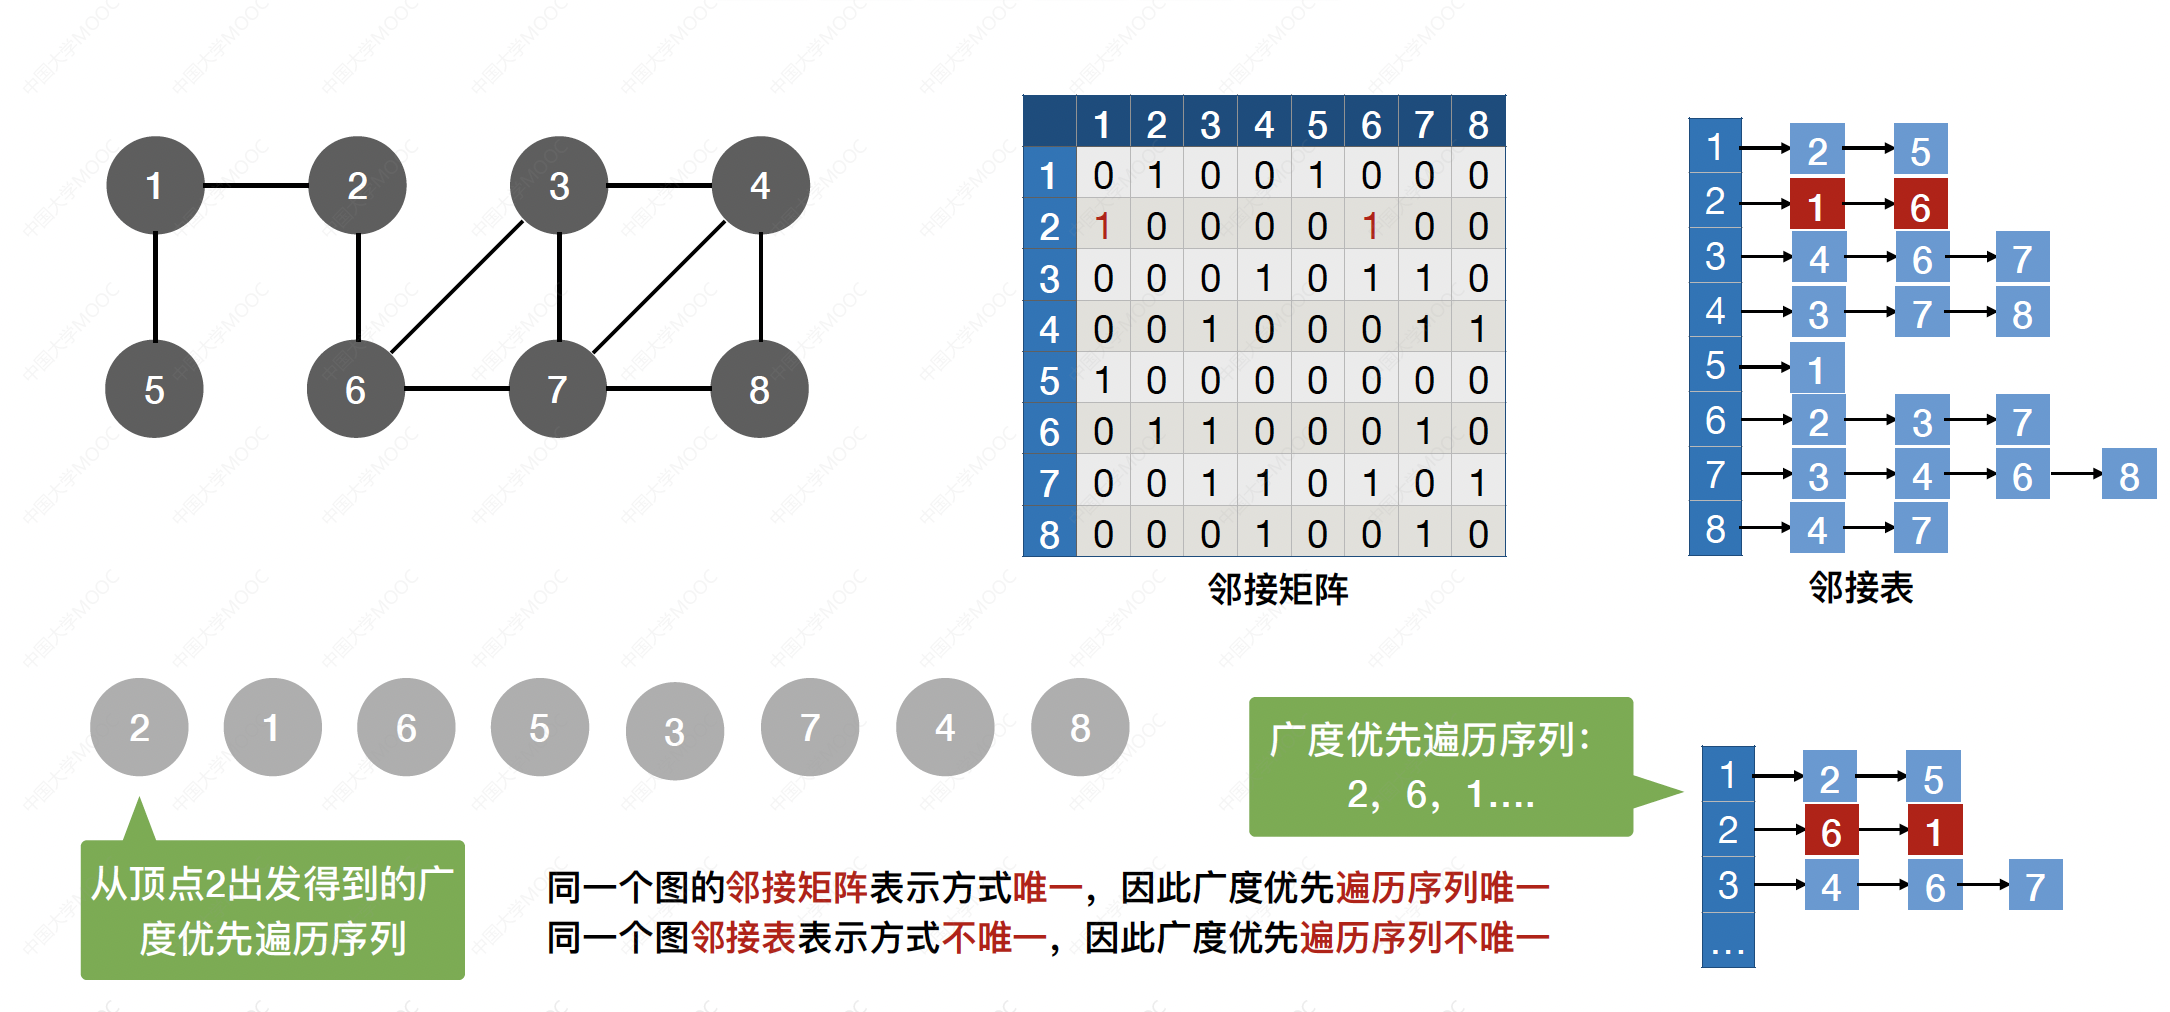 1 2 3 4
5 6 7 8
1 2 3 4 5 6 7 8
1 0 1 0 0 1 0 0 0
2 1 0 0 0 0 1 0 0
3 0 0 0 1 0 1 1 0
4 0 0 1 0 0 0 1 1
5 1 0 0 0 0 0 0 0
6 0 1 1 0 0 0 1 0
7 0 0 1 1 0 1 0 1
8 0 0 0 1 0 0 1 0
邻接矩阵
1 2 5
2 1 6
3 4 6 7
4 3 7 8
5 1
6 2 3 7
7 3 4 6 8
8 4 7
邻接表
2 1 6 5 3 7 4 8
从顶点2出发得到的广
度优先遍历序列
广度优先遍历序列：
2，6，1....
1 2 5
2 6 1
3 4 6 7
...
同一个图的邻接矩阵表示方式唯一，因此广度优先遍历序列唯一
同一个图邻接表表示方式不唯一，因此广度优先遍历序列不唯一
中国大学MOOC